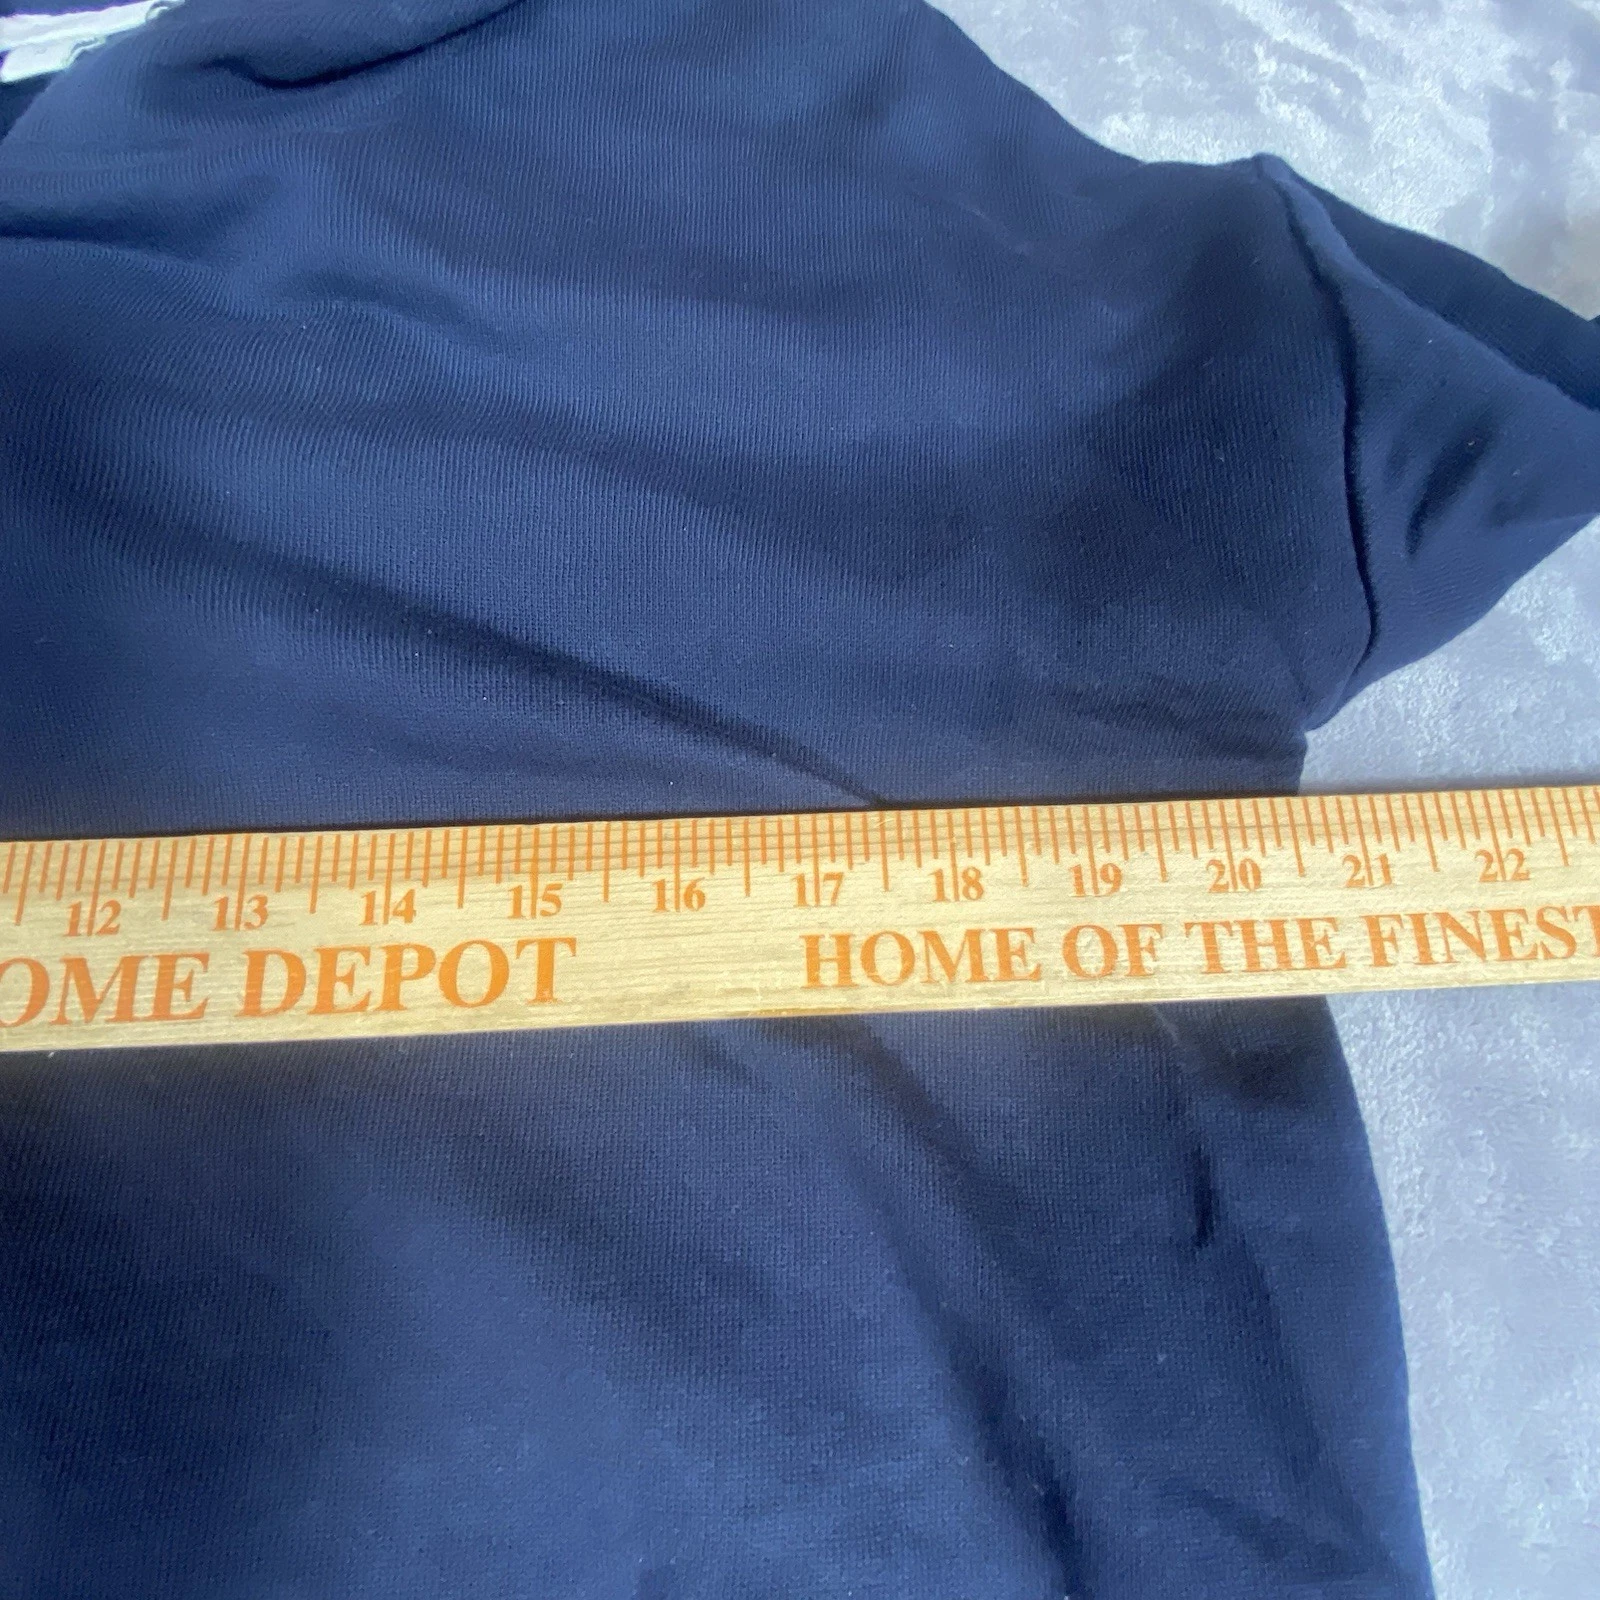 12 13 14 15 16 17 18 19 20 21 22
OME DEPOT HOME OF THE FINEST